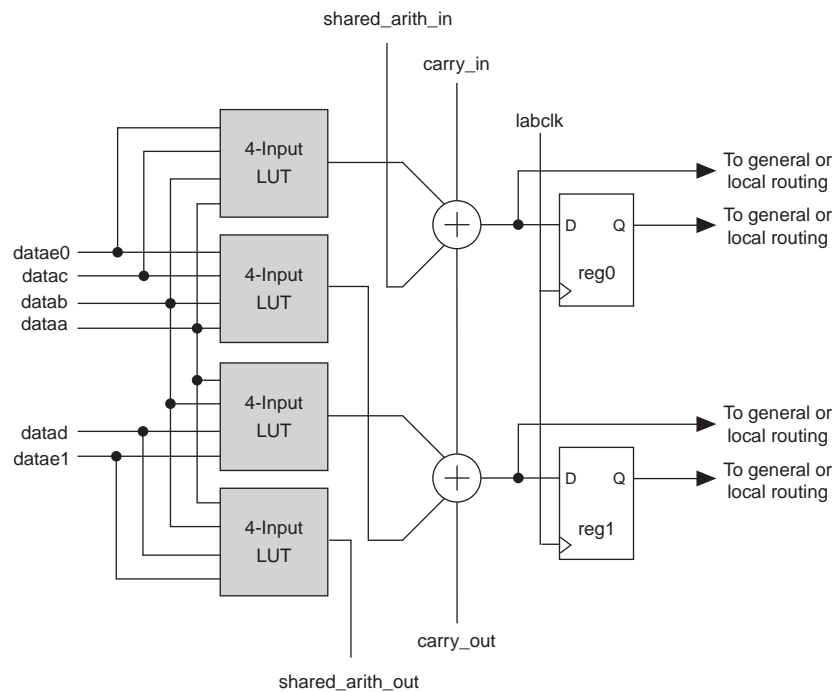 shared_arith_in
carry_in
labclk
4-Input
LUT
To general or
local routing
To general or
local routing
D Q
reg0
datae0
datac
datab
dataa
4-Input
LUT
4-Input
LUT
To general or
local routing
datad
datae1
To general or
local routing
D Q
reg1
4-Input
LUT
carry_out
shared_arith_out